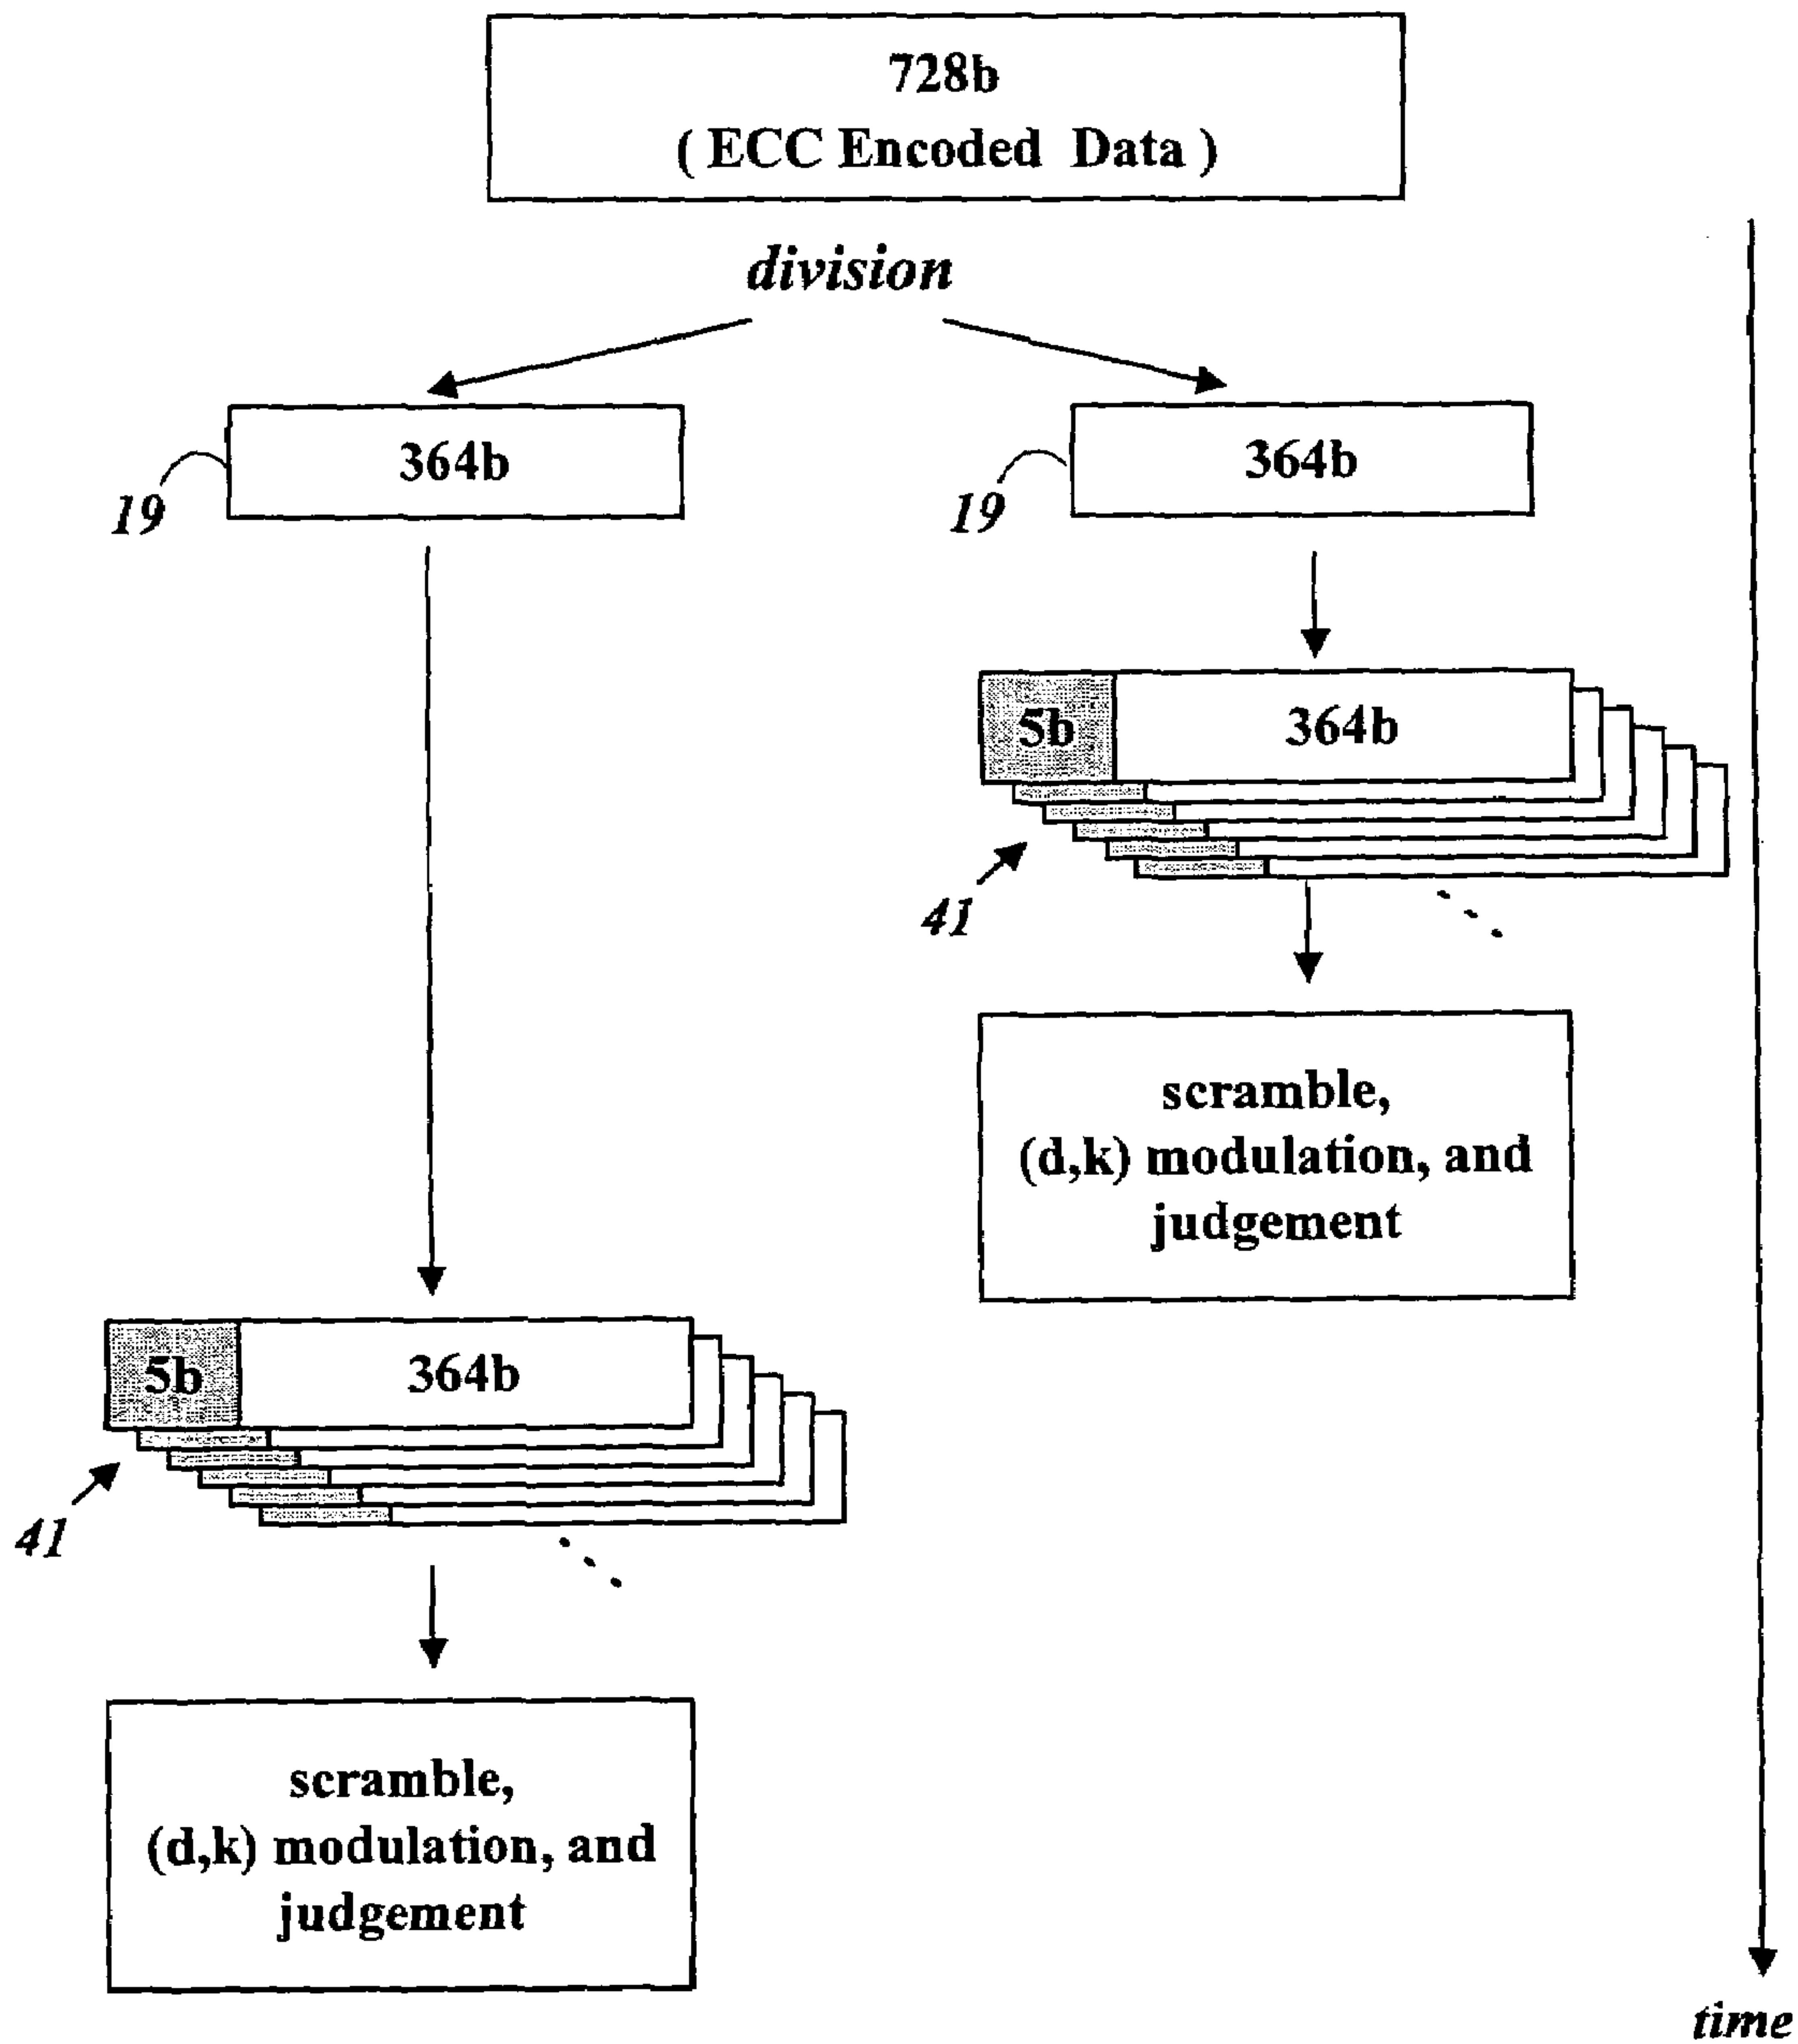 728b
( ECC Encoded Data )
division
364b
364b
19
19
5b
364b
41
scramble,
(d,k) modulation, and
judgement
5b
364b
41
scramble,
(d,k) modulation, and
judgement
time